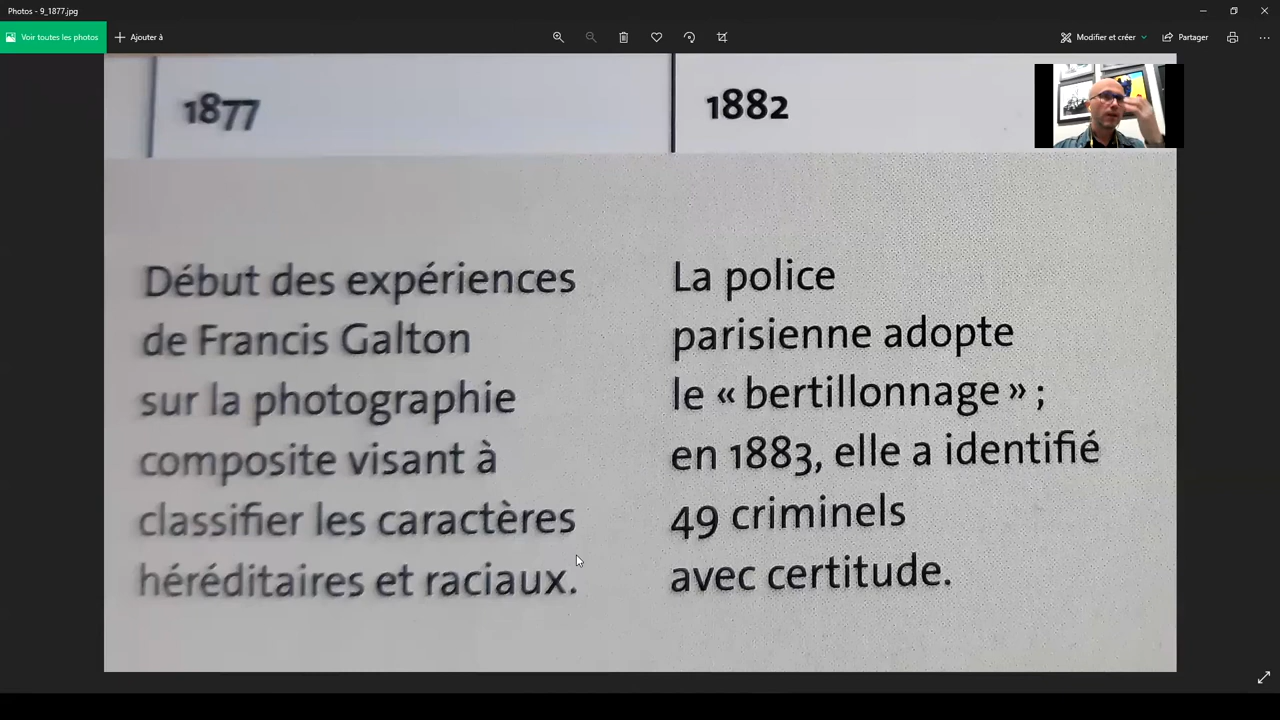 Photos - 9_1877.jpg
Voir toutes les photos
Ajouter à
Modifier et créer
Partager
1877
1882
Début des expériences
de Francis Galton
sur la photographie
composite visant à
classifier les caractères
héréditaires et raciaux.
La police
parisienne adopte
le « bertillonnage » ;
en 1883, elle a identifié
49 criminels
avec certitude.